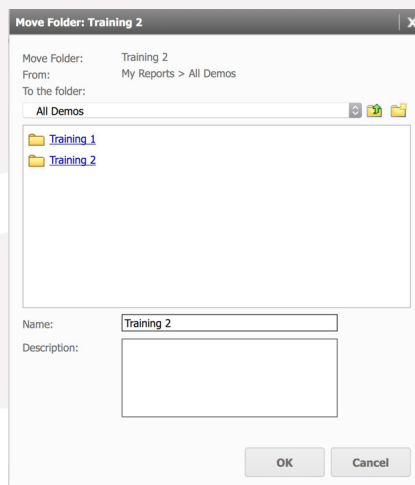 Move Folder: Training 2
X
Move Folder: Training 2
From: My Reports > All Demos
To the folder:
All Demos
Training 1
Training 2
Name: Training 2
Description:
OK Cancel